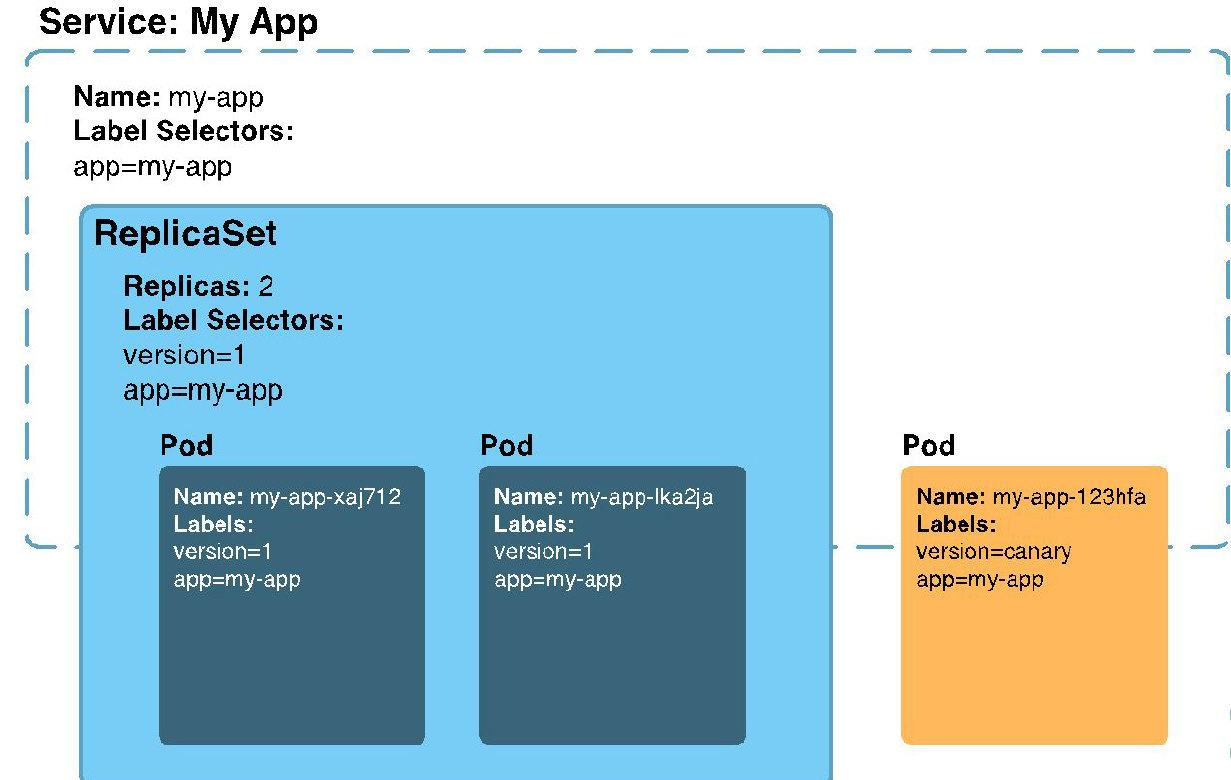 Service: My App
Name: my-app
Label Selectors:
app=my-app
ReplicaSet
Replicas: 2
Label Selectors:
version=1
app=my-app
Pod
Name: my-app-xaj712
Labels:
version=1
app=my-app
Pod
Name: my-app-lka2ja
Labels:
version=1
app=my-app
Pod
Name: my-app-123hfa
Labels:
version=canary
app=my-app